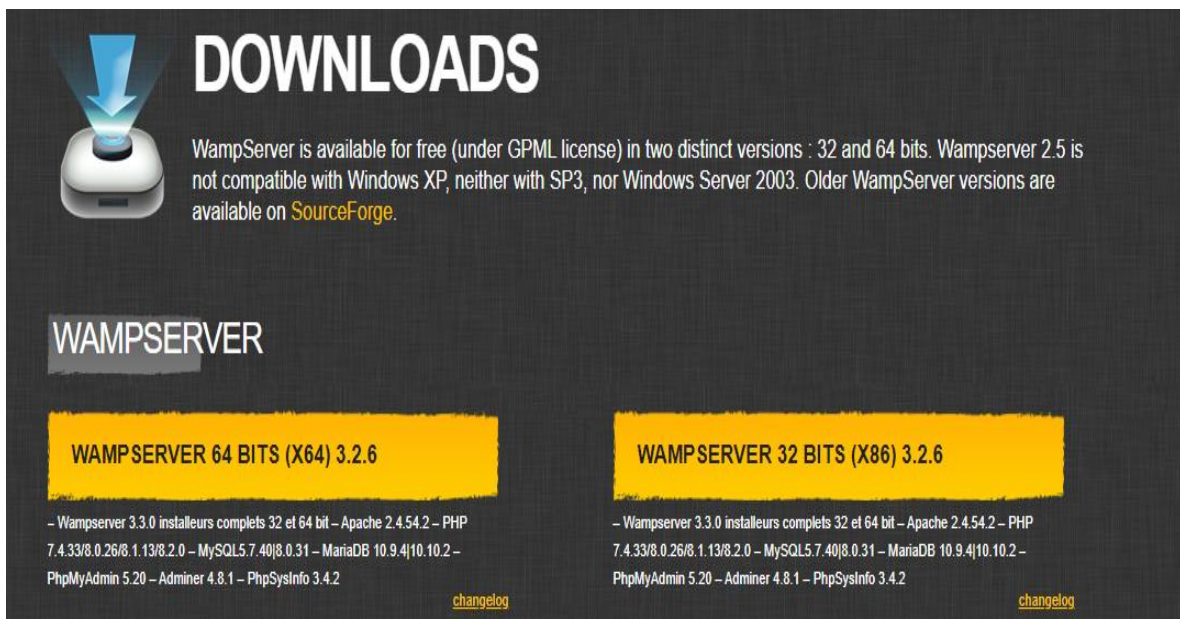 DOWNLOADS
WampServer is available for free (under GPML license) in two distinct versions : 32 and 64 bits. Wampserver 2.5 is
not compatible with Windows XP, neither with SP3, nor Windows Server 2003. Older WampServer versions are
available on SourceForge.
WAMPSERVER
WAMPSERVER 64 BITS (X64) 3.2.6
– Wampserver 3.3.0 installeurs complets 32 et 64 bit – Apache 2.4.54.2 – PHP
7.4.33/8.0.26/8.1.13/8.2.0 – MySQL5.7.40|8.0.31 – MariaDB 10.9.4|10.10.2 –
PhpMyAdmin 5.20 – Adminer 4.8.1 – PhpSysInfo 3.4.2
changelog
WAMPSERVER 32 BITS (X86) 3.2.6
– Wampserver 3.3.0 installeurs complets 32 et 64 bit – Apache 2.4.54.2 – PHP
7.4.33/8.0.26/8.1.13/8.2.0 – MySQL5.7.40|8.0.31 – MariaDB 10.9.4|10.10.2 –
PhpMyAdmin 5.20 – Adminer 4.8.1 – PhpSysInfo 3.4.2
changelog